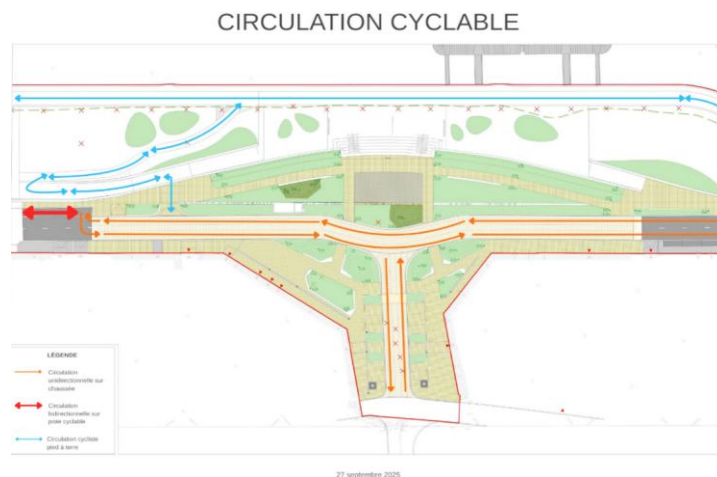 CIRCULATION CYCLABLE
LÉGENDE
Circulation
unidirectionnelle sur
chaussée
Circulation
bidirectionnelle sur
piste cyclable
Circulation cycliste
pied à terre
27 septembre 2025